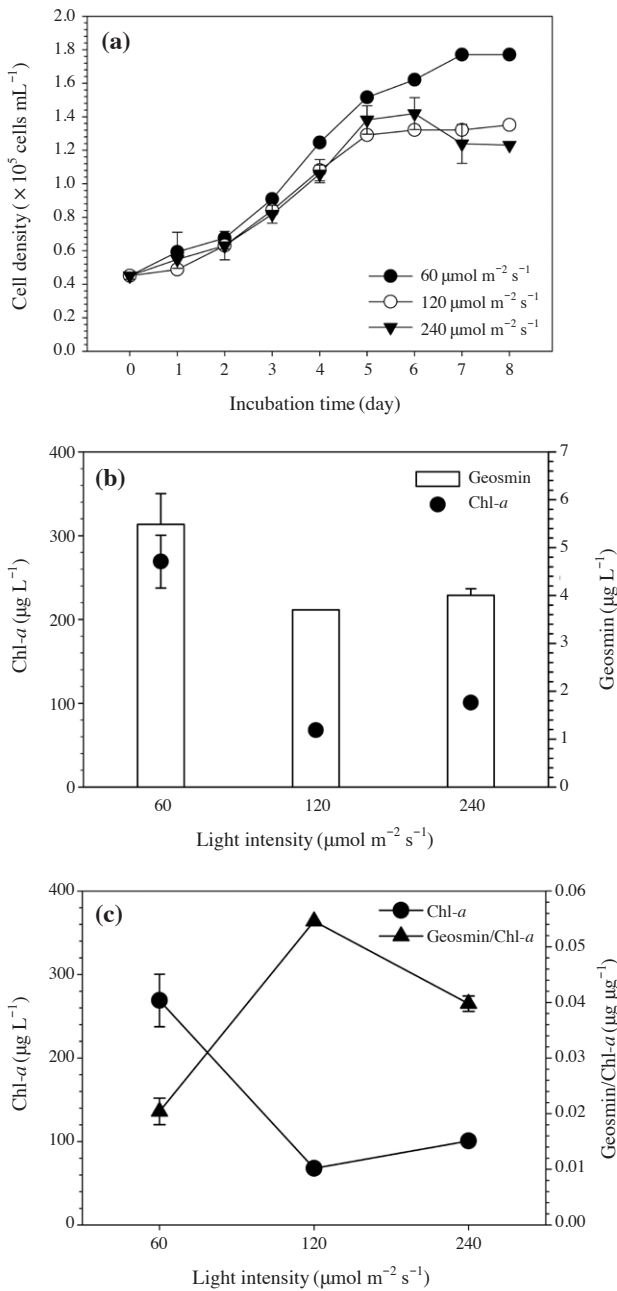 (a)
2.0
1.8
1.6
1.4
1.2
1.0
0.8
0.6
0.4
0.2
0.0
Cell density (× 10⁵ cells mL⁻¹)
60 µmol m⁻² s⁻¹
120 µmol m⁻² s⁻¹
240 µmol m⁻² s⁻¹
0 1 2 3 4 5 6 7 8
Incubation time (day)
(b)
400
300
200
100
0
Chl-a (µg L⁻¹)
Geosmin
Chl-a
7
6
5
4
3
2
1
0
Geosmin (µg L⁻¹)
60 120 240
Light intensity (µmol m⁻² s⁻¹)
(c)
400
300
200
100
0
Chl-a (µg L⁻¹)
Chl-a
Geosmin/Chl-a
0.06
0.05
0.04
0.03
0.02
0.01
0.00
Geosmin/Chl-a (µg µg⁻¹)
60 120 240
Light intensity (µmol m⁻² s⁻¹)